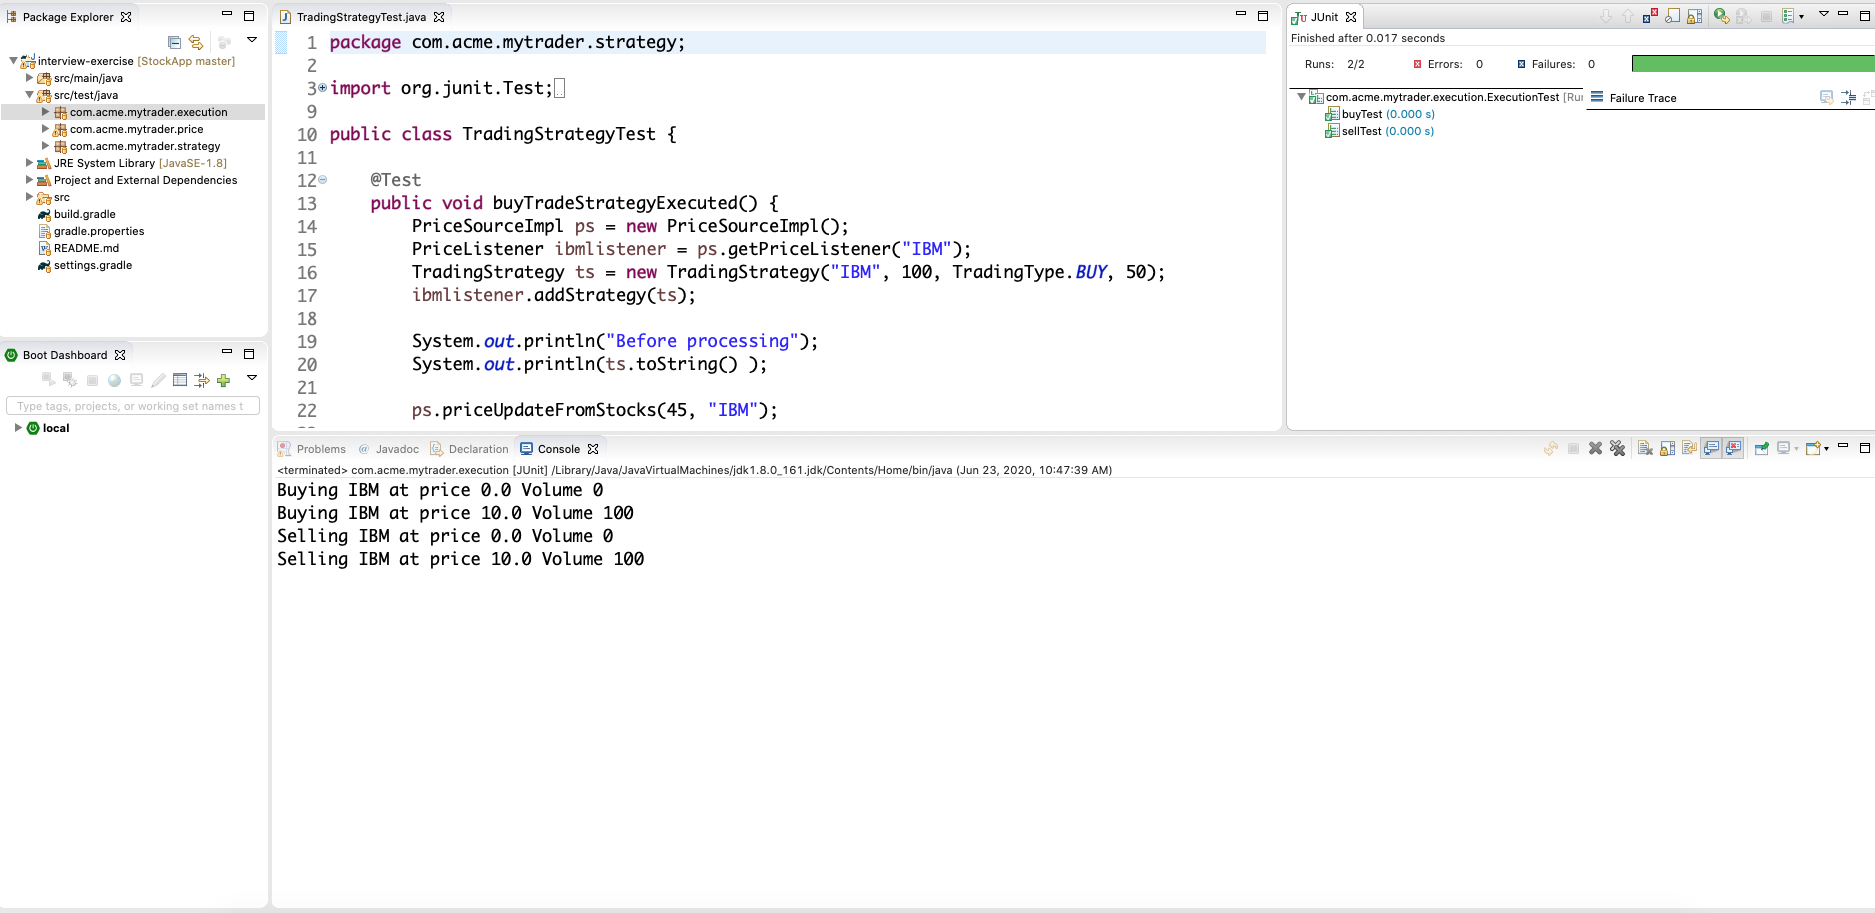 Package Explorer
interview-exercise [StockApp master]
src/main/java
src/test/java
com.acme.mytrader.execution
com.acme.mytrader.price
com.acme.mytrader.strategy
JRE System Library [JavaSE-1.8]
Project and External Dependencies
src
build.gradle
gradle.properties
README.md
settings.gradle
Boot Dashboard
Type tags, projects, or working set names t
local
TradingStrategyTest.java
1 package com.acme.mytrader.strategy;
2
3 import org.junit.Test;
9
10 public class TradingStrategyTest {
11
12 @Test
13 public void buyTradeStrategyExecuted() {
14 PriceSourceImpl ps = new PriceSourceImpl();
15 PriceListener ibmlistener = ps.getPriceListener("IBM");
16 TradingStrategy ts = new TradingStrategy("IBM", 100, TradingType.BUY, 50);
17 ibmlistener.addStrategy(ts);
18
19 System.out.println("Before processing");
20 System.out.println(ts.toString() );
21
22 ps.priceUpdateFromStocks(45, "IBM");
JUnit
Finished after 0.017 seconds
Runs: 2/2 Errors: 0 Failures: 0
com.acme.mytrader.execution.ExecutionTest [Ru
buyTest (0.000 s)
sellTest (0.000 s)
Failure Trace
Problems @ Javadoc Declaration Console
<terminated> com.acme.mytrader.execution [JUnit] /Library/Java/JavaVirtualMachines/jdk1.8.0_161.jdk/Contents/Home/bin/java (Jun 23, 2020, 10:47:39 AM)
Buying IBM at price 0.0 Volume 0
Buying IBM at price 10.0 Volume 100
Selling IBM at price 0.0 Volume 0
Selling IBM at price 10.0 Volume 100